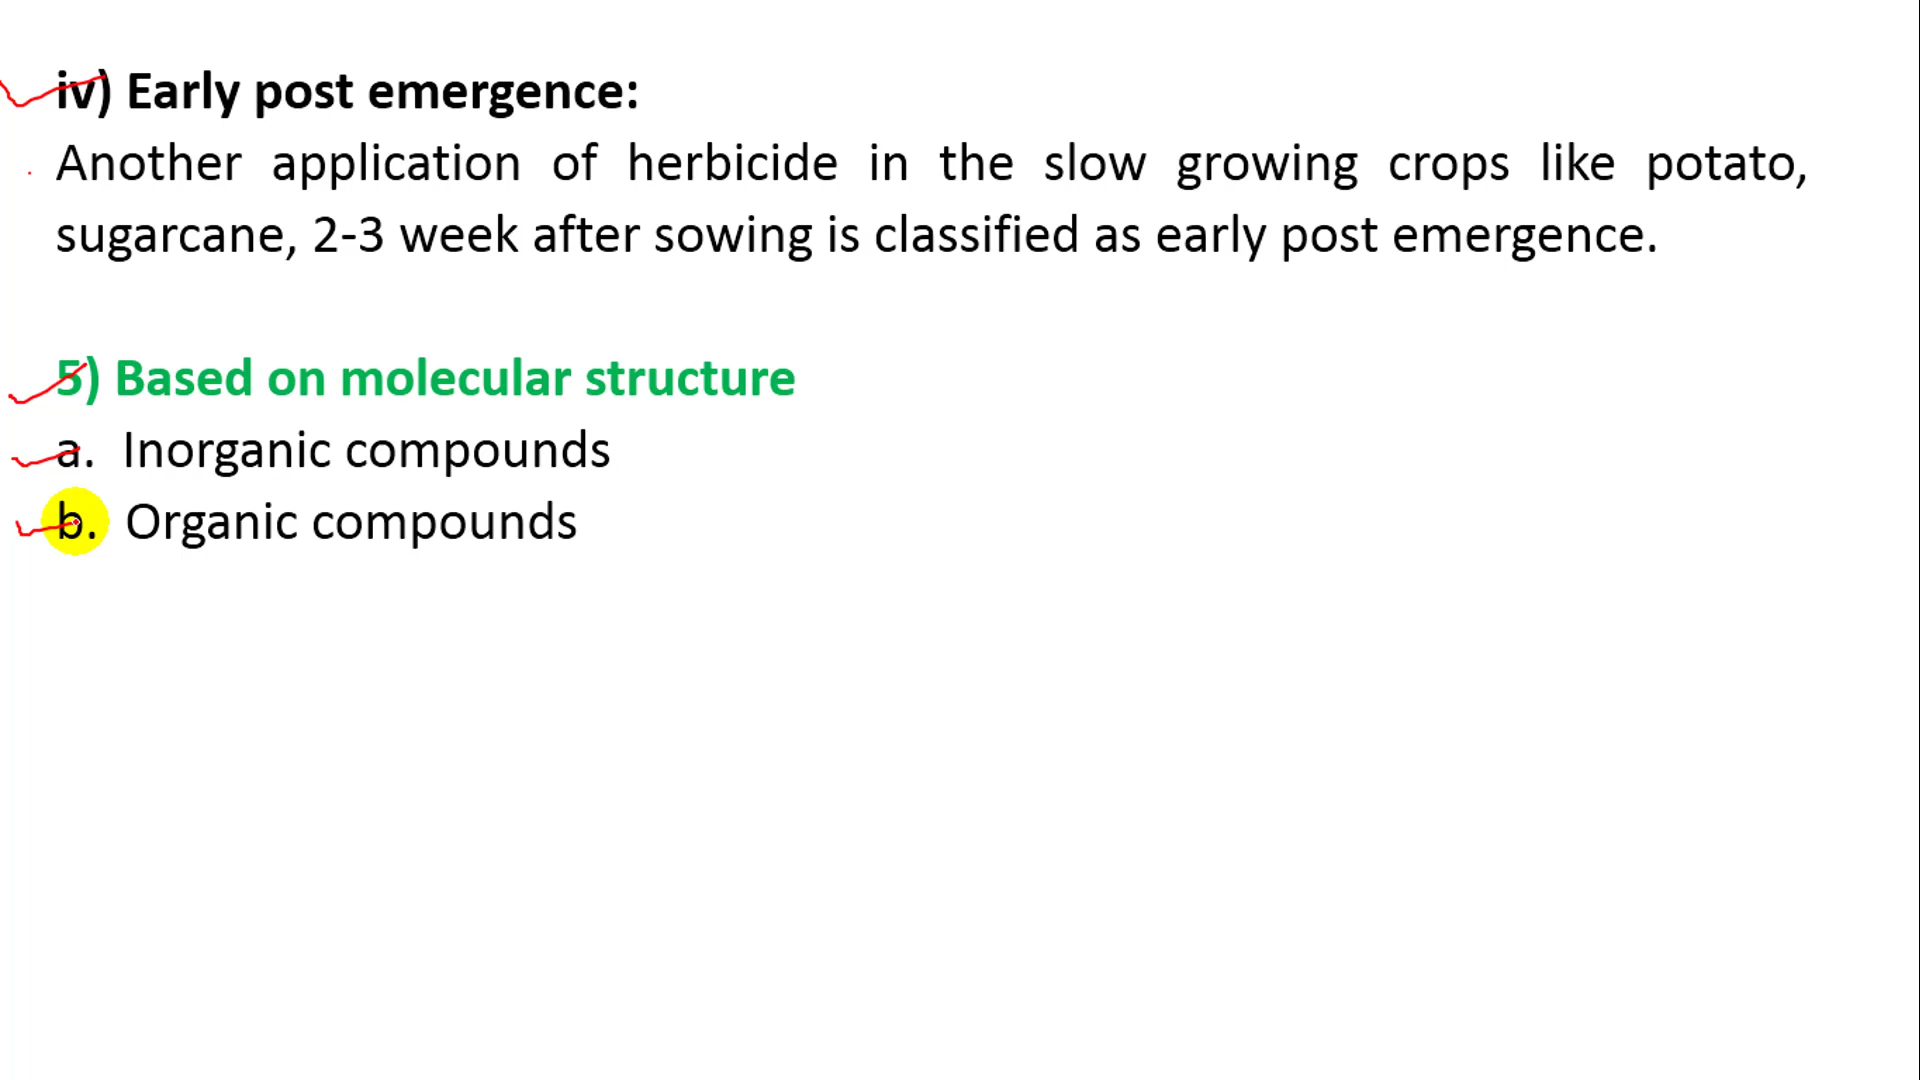 iv) Early post emergence:
Another application of herbicide in the slow growing crops like potato,
sugarcane, 2-3 week after sowing is classified as early post emergence.
5) Based on molecular structure
a. Inorganic compounds
b. Organic compounds